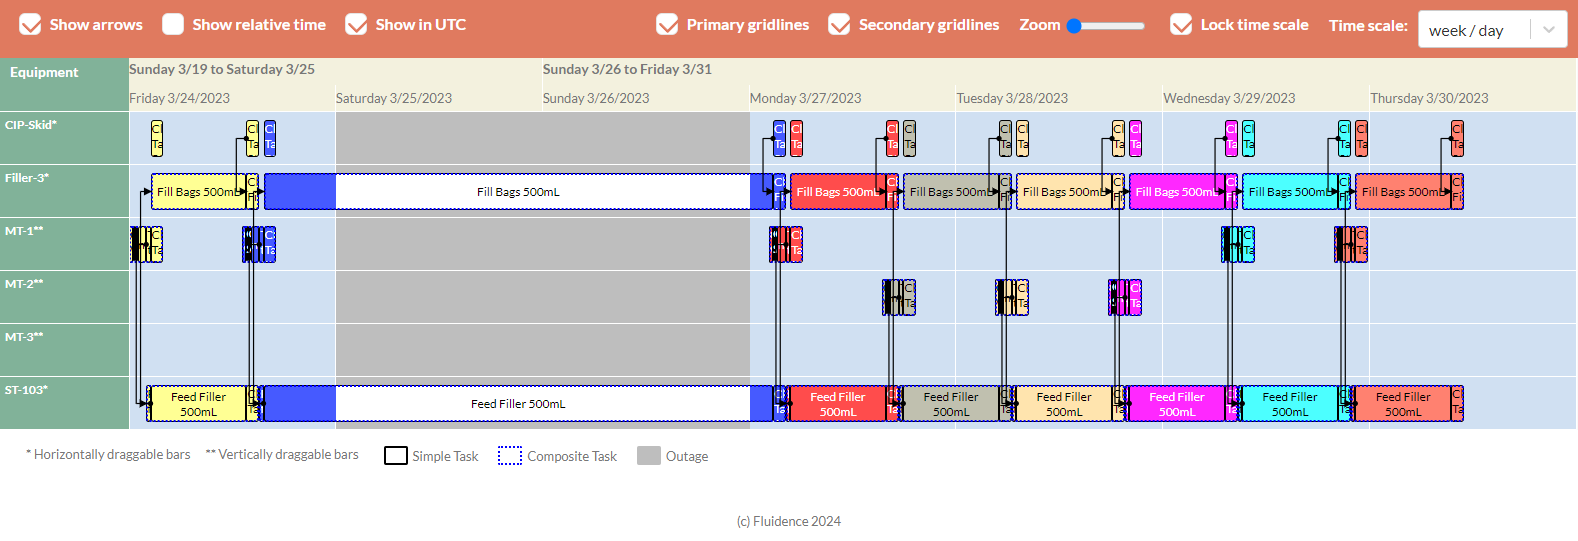 Show arrows Show relative time Show in UTC Primary gridlines Secondary gridlines Zoom Lock time scale Time scale: week / day
Equipment Sunday 3/19 to Saturday 3/25 Sunday 3/26 to Friday 3/31
Friday 3/24/2023 Saturday 3/25/2023 Sunday 3/26/2023 Monday 3/27/2023 Tuesday 3/28/2023 Wednesday 3/29/2023 Thursday 3/30/2023
CIP-Skid*
Filler-3*
Fill Bags 500mL Fill Bags 500mL Fill Bags 500mL Fill Bags 500mL Fill Bags 500mL Fill Bags 500mL Fill Bags 500mL Fill Bags 500mL
MT-1**
MT-2**
MT-3**
ST-103*
Feed Filler 500mL Feed Filler 500mL Feed Filler 500mL Feed Filler 500mL Feed Filler 500mL Feed Filler 500mL Feed Filler 500mL Feed Filler 500mL
* Horizontally draggable bars ** Vertically draggable bars Simple Task Composite Task Outage
(c) Fluidence 2024